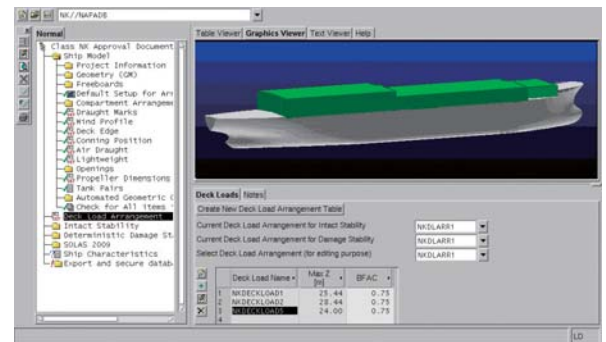 NK//NAPADB
Normal
Class NK Approval Document
Ship Model
Project Information
Geometry (GM)
Freeboards
Default Setup for Arr
Compartment Arrangeme
Draught Marks
Wind Profile
Deck Edge
Conning Position
Air Draught
Lightweight
Openings
Propeller Dimensions
Tank Pairs
Automated Geometric C
Check for All items
Deck Load Arrangement
Intact Stability
Deterministic Damage St
SOLAS 2009
Ship Characteristics
Export and secure datab
Table Viewer Graphics Viewer Text Viewer Help
Deck Loads Notes
Create New Deck Load Arrangement Table
Current Deck Load Arrangement for Intact Stability NKDLARR1
Current Deck Load Arrangement for Damage Stability NKDLARR1
Select Deck Load Arrangement (for editing purpose) NKDLARR1
Deck Load Name Max Z [m] BFAC
1 NKDECKLOAD1 25.44 0.75
2 NKDECKLOAD2 28.44 0.75
3 24.00 0.75
4
LD